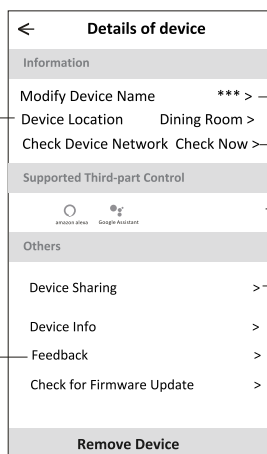 Details of device
Information
Modify Device Name *** >
Device Location Dining Room >
Check Device Network Check Now >
Supported Third-part Control
amazon alexa Google Assistant
Others
Device Sharing >
Device Info >
Feedback >
Check for Firmware Update >
Remove Device